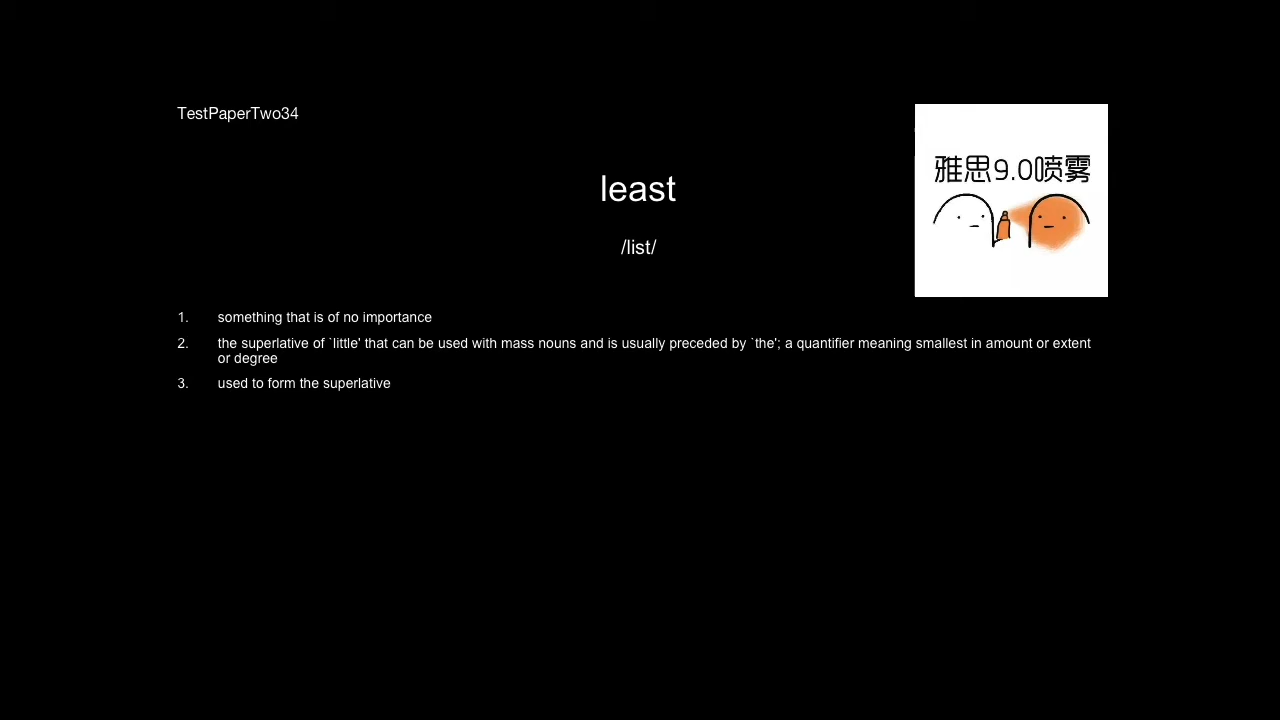 TestPaperTwo34
雅思9.0喷雾
least
/list/
1. something that is of no importance
2. the superlative of `little' that can be used with mass nouns and is usually preceded by `the'; a quantifier meaning smallest in amount or extent
or degree
3. used to form the superlative